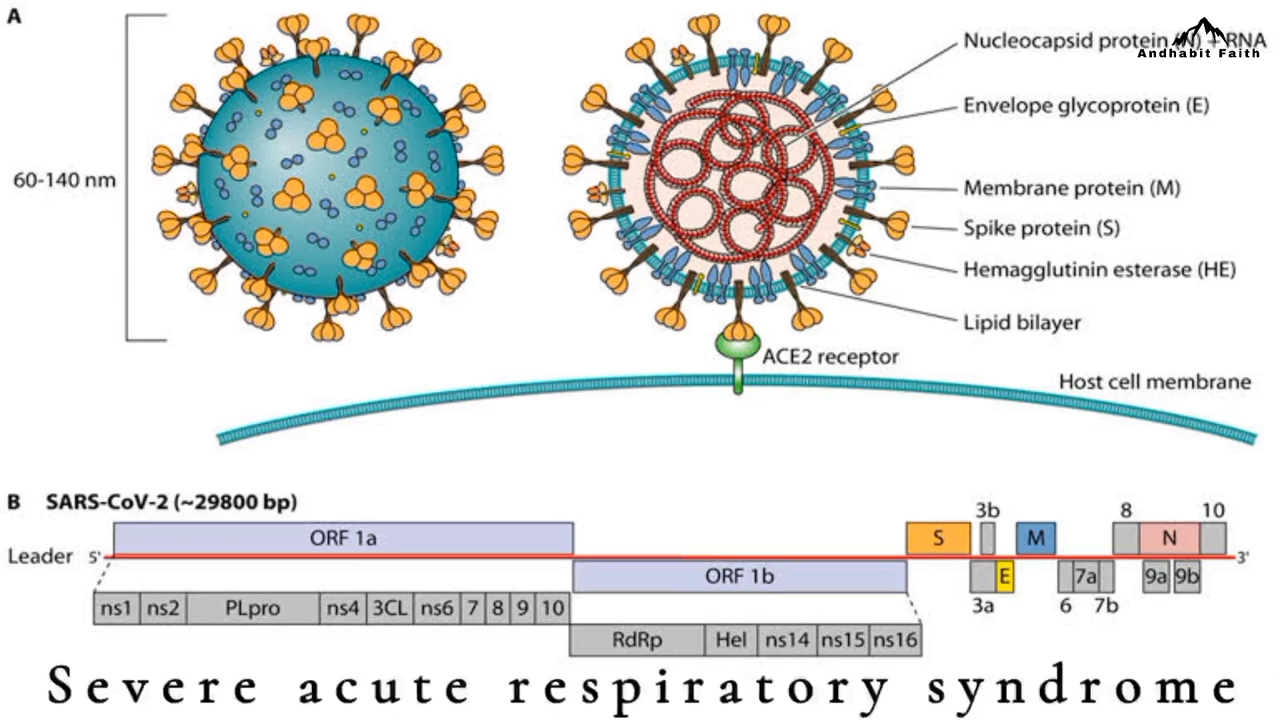 A
Nucleocapsid protein (N) + RNA
Andhabit Faith
Envelope glycoprotein (E)
60-140 nm
Membrane protein (M)
Spike protein (S)
Hemagglutinin esterase (HE)
Lipid bilayer
ACE2 receptor
Host cell membrane
B SARS-CoV-2 (~29800 bp)
3b 8 10
ORF 1a S M N
Leader 5' 3'
ORF 1b E 7a 9a 9b
3a 6 7b
ns1 ns2 PLpro ns4 3CL ns6 7 8 9 10
RdRp Hel ns14 ns15 ns16
Severe acute respiratory syndrome